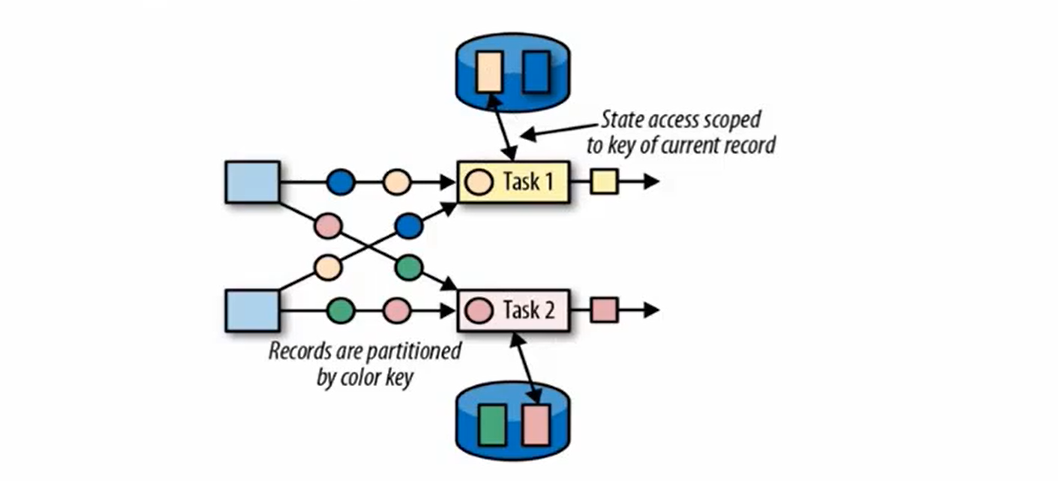 State access scoped
to key of current record
Task 1
Task 2
Records are partitioned
by color key